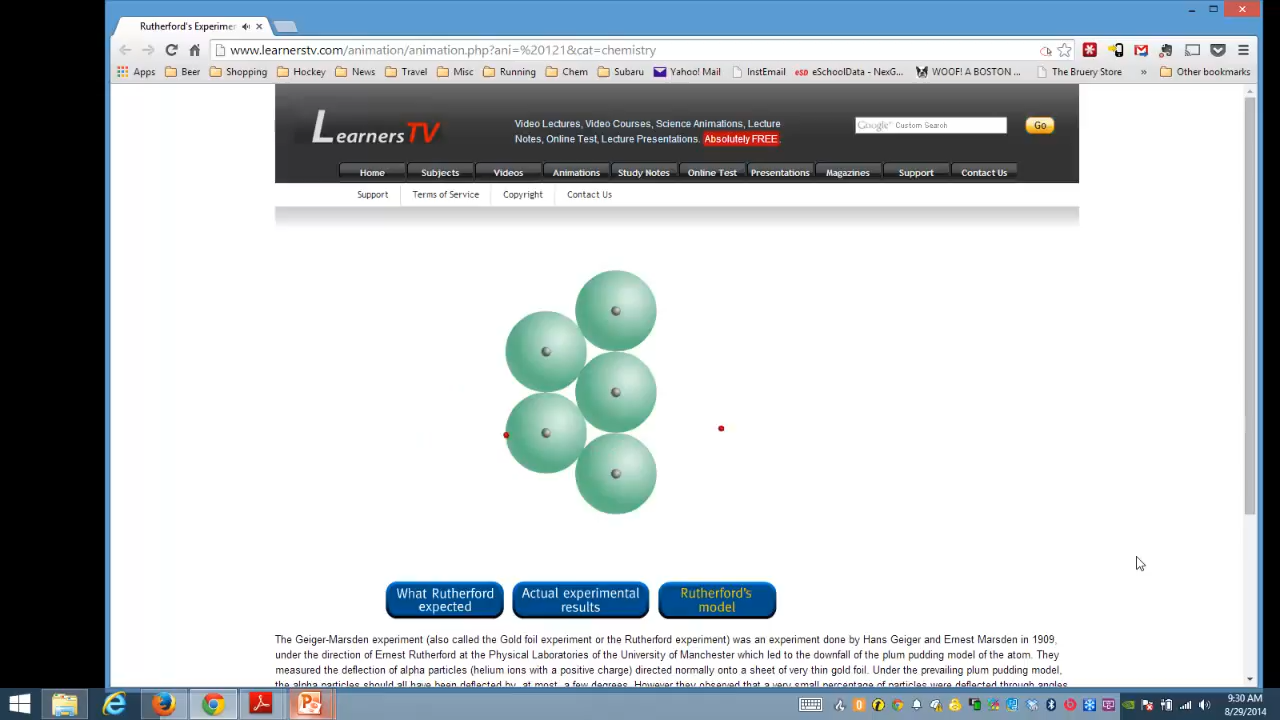 Rutherford's Experimer
www.learnerstv.com/animation/animation.php?ani=%20121&cat=chemistry
Apps Beer Shopping Hockey News Travel Misc Running Chem Subaru Yahoo! Mail InstEmail esD eSchoolData - NexG... WOOF! A BOSTON ... The Bruery Store » Other bookmarks
LEARNERSTV
Video Lectures, Video Courses, Science Animations, Lecture
Notes, Online Test, Lecture Presentations. Absolutely FREE.
Google Custom Search
Go
Home Subjects Videos Animations Study Notes Online Test Presentations Magazines Support Contact Us
Support Terms of Service Copyright Contact Us
What Rutherford
expected
Actual experimental
results
Rutherford's
model
The Geiger-Marsden experiment (also called the Gold foil experiment or the Rutherford experiment) was an experiment done by Hans Geiger and Ernest Marsden in 1909,
under the direction of Ernest Rutherford at the Physical Laboratories of the University of Manchester which led to the downfall of the plum pudding model of the atom. They
measured the deflection of alpha particles (helium ions with a positive charge) directed normally onto a sheet of very thin gold foil. Under the prevailing plum pudding model,
the alpha particles should all have been deflected by, at most, a few degrees. However they observed that a very small percentage of particles were deflected through angles
9:30 AM
8/29/2014